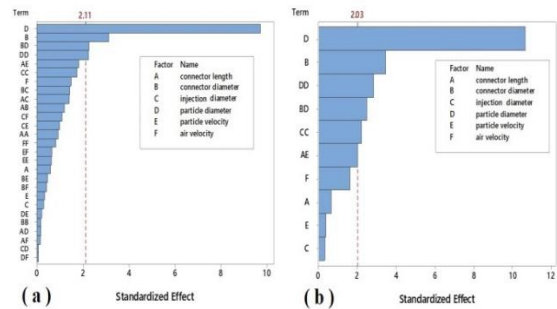 Term
2.11
D
B
BD
DD
AE
CC
F
BC
AC
AB
CF
CE
AA
FF
EF
EE
A
BE
BF
E
C
DE
BB
AD
AF
CD
DF
Factor Name
A connector length
B connector diameter
C injection diameter
D particle diameter
E particle velocity
F air velocity
0 2 4 6 8 10
(a) Standardized Effect
Term
2.03
D
B
DD
BD
CC
AE
F
A
E
C
Factor Name
A connector length
B connector diameter
C injection diameter
D particle diameter
E particle velocity
F air velocity
0 2 4 6 8 10 12
(b) Standardized Effect